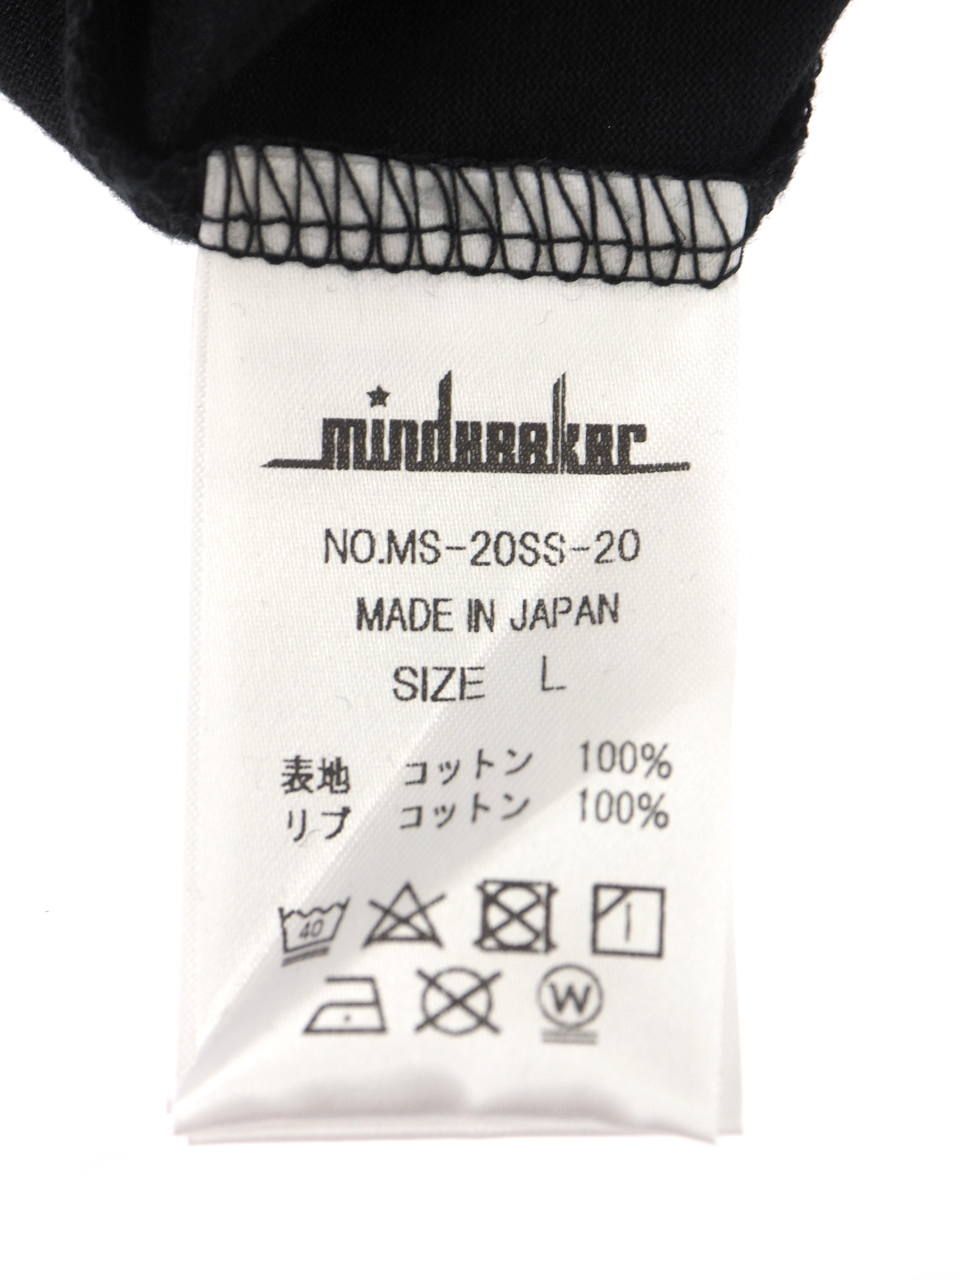 mindseeker
NO.MS-20SS-20
MADE IN JAPAN
SIZE L
表地 コットン 100%
リブ コットン 100%
40
W